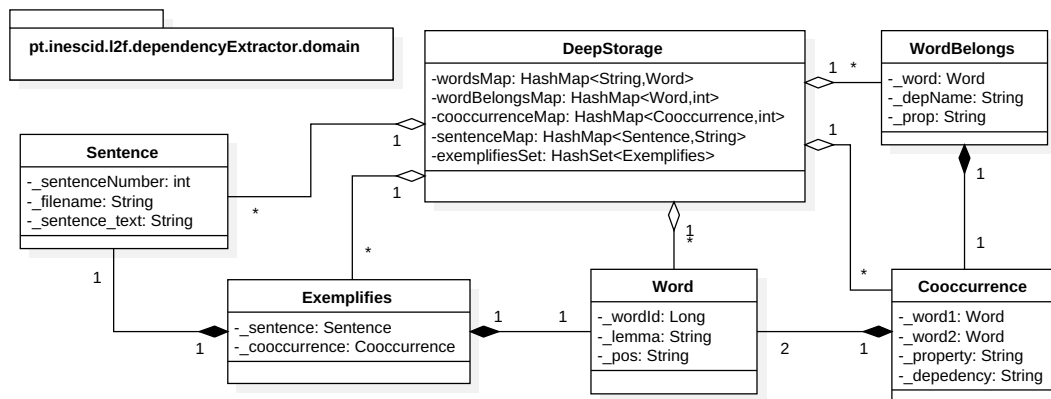 pt.inescid.l2f.dependencyExtractor.domain
DeepStorage
-wordsMap: HashMap<String,Word>
-wordBelongsMap: HashMap<Word,int>
-cooccurrenceMap: HashMap<Cooccurrence,int>
-sentenceMap: HashMap<Sentence,String>
-exemplifiesSet: HashSet<Exemplifies>
WordBelongs
-_word: Word
-_depName: String
-_prop: String
1
*
1
*
1
*
1
*
1
*
Sentence
-_sentenceNumber: int
-_filename: String
-_sentence_text: String
1
1
Exemplifies
-_sentence: Sentence
-_cooccurrence: Cooccurrence
1
1
Word
-_wordId: Long
-_lemma: String
-_pos: String
2
1
1
1
Cooccurrence
-_word1: Word
-_word2: Word
-_property: String
-_depedency: String